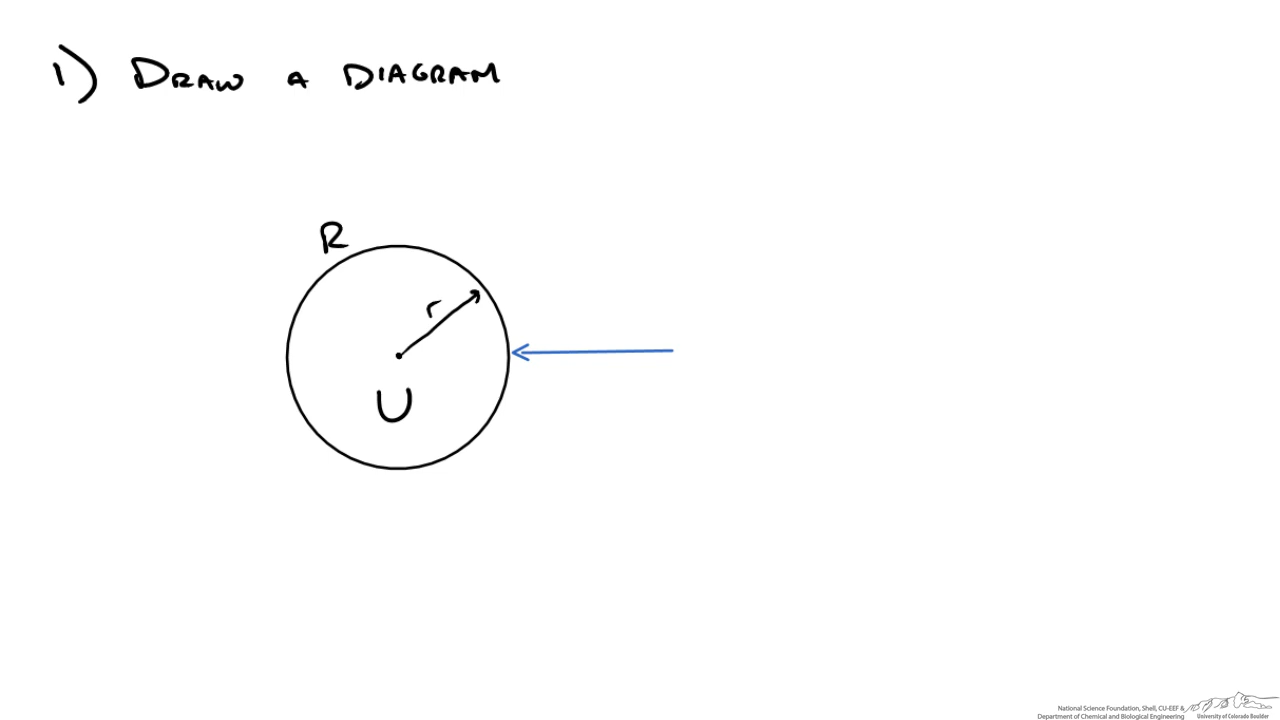 1) DRAW A DIAGRAM
R
r
U
National Science Foundation, Shell, CU-EEF &
Department of Chemical and Biological Engineering
University of Colorado Boulder